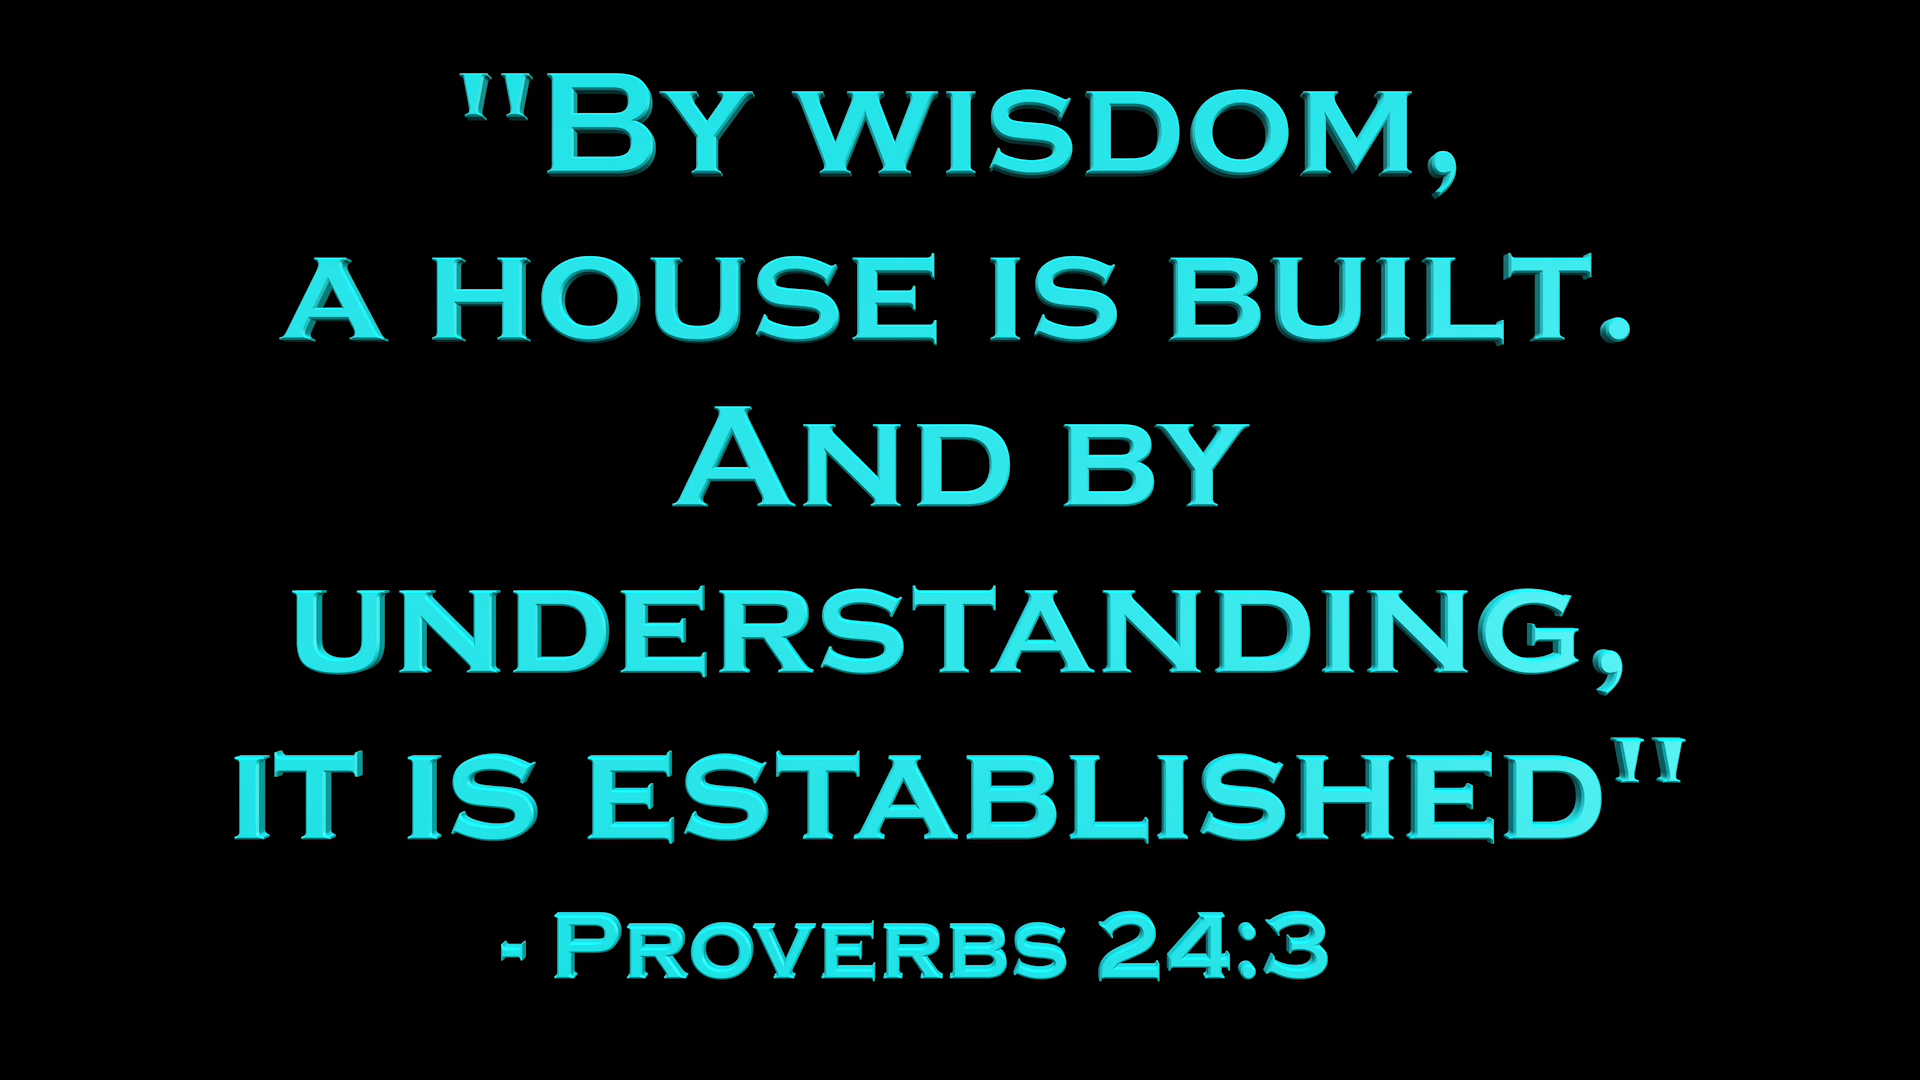 "By wisdom,
a house is built.
And by
understanding,
it is established"
- Proverbs 24:3